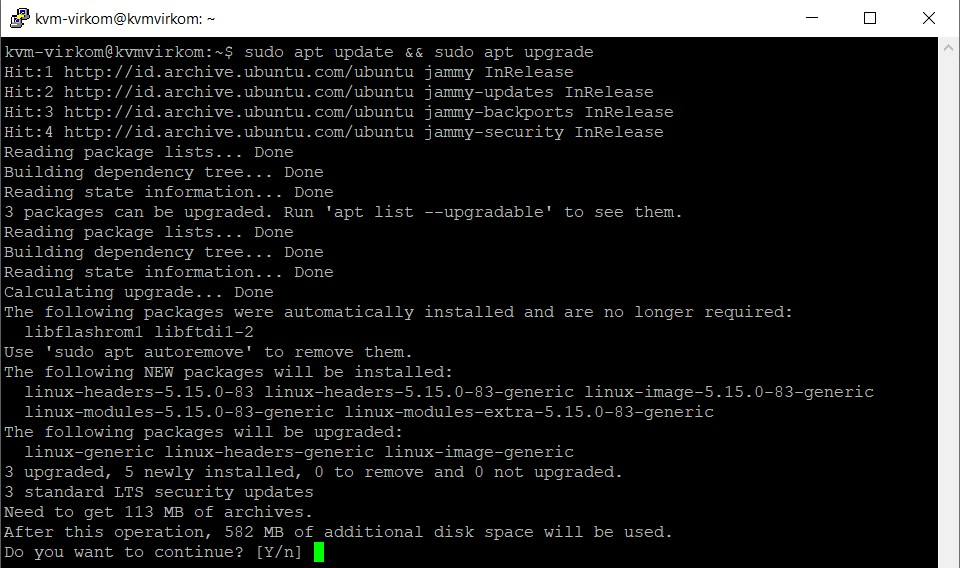 kvm-virkom@kvmvirkom: ~
kvm-virkom@kvmvirkom:~$ sudo apt update && sudo apt upgrade
Hit:1 http://id.archive.ubuntu.com/ubuntu jammy InRelease
Hit:2 http://id.archive.ubuntu.com/ubuntu jammy-updates InRelease
Hit:3 http://id.archive.ubuntu.com/ubuntu jammy-backports InRelease
Hit:4 http://id.archive.ubuntu.com/ubuntu jammy-security InRelease
Reading package lists... Done
Building dependency tree... Done
Reading state information... Done
3 packages can be upgraded. Run 'apt list --upgradable' to see them.
Reading package lists... Done
Building dependency tree... Done
Reading state information... Done
Calculating upgrade... Done
The following packages were automatically installed and are no longer required:
  libflashrom1 libftdi1-2
Use 'sudo apt autoremove' to remove them.
The following NEW packages will be installed:
  linux-headers-5.15.0-83 linux-headers-5.15.0-83-generic linux-image-5.15.0-83-generic
  linux-modules-5.15.0-83-generic linux-modules-extra-5.15.0-83-generic
The following packages will be upgraded:
  linux-generic linux-headers-generic linux-image-generic
3 upgraded, 5 newly installed, 0 to remove and 0 not upgraded.
3 standard LTS security updates
Need to get 113 MB of archives.
After this operation, 582 MB of additional disk space will be used.
Do you want to continue? [Y/n]